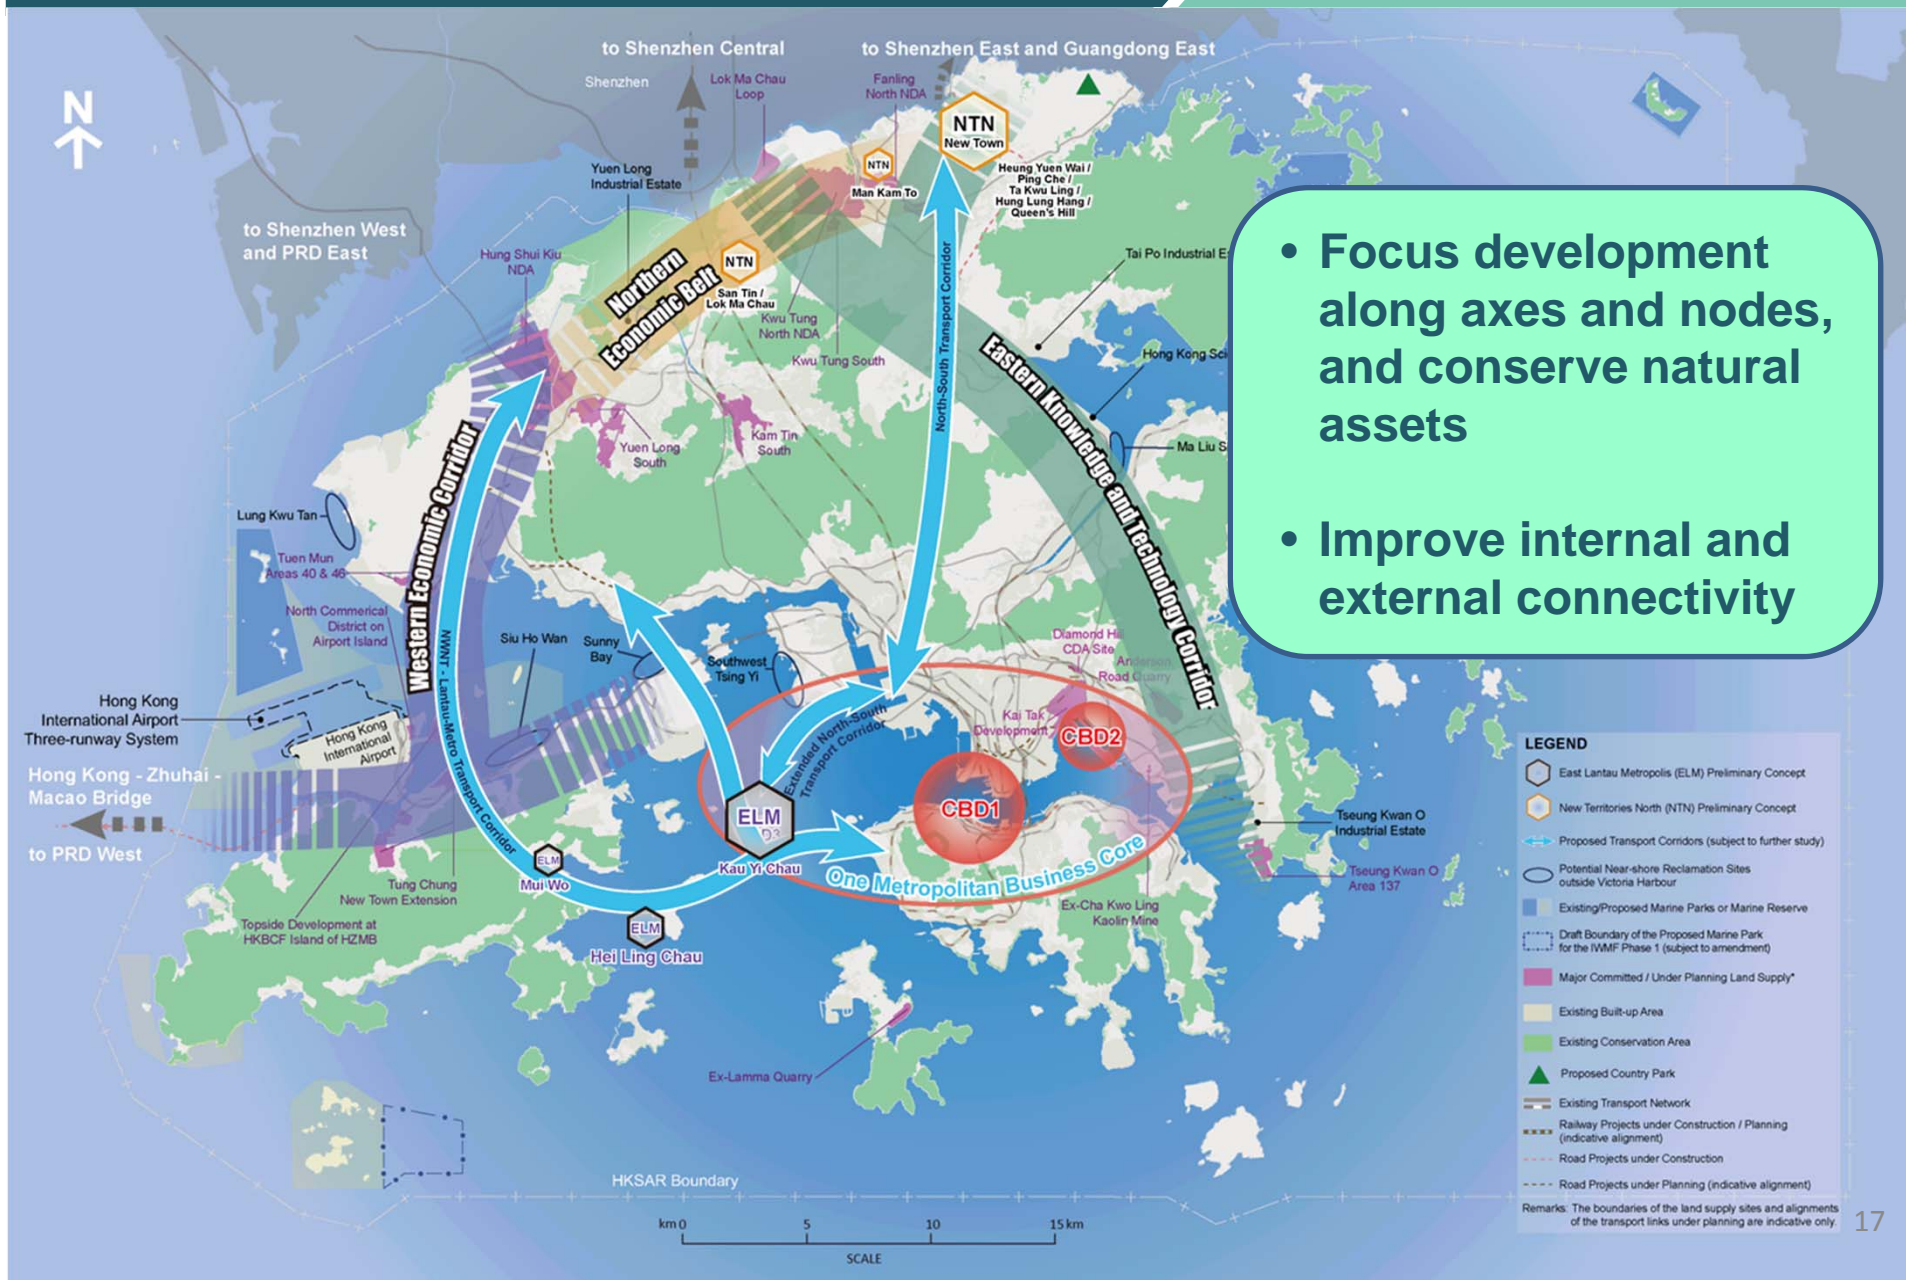 to Shenzhen Central
to Shenzhen East and Guangdong East
Shenzhen
Lok Ma Chau
Loop
Fanling
North NDA
N
NTN
New Town
Yuen Long
Industrial Estate
NTN
Man Kam To
Heung Yuen Wai /
Ping Che /
Ta Kwu Ling /
Hung Lung Hang /
Queen's Hill
to Shenzhen West
and PRD East
Hung Shui Kiu
NDA
Northern
Economic Belt
NTN
San Tin /
Lok Ma Chau
Kwu Tung
North NDA
Kwu Tung South
North-South Transport Corridor
Tai Po Industrial Es
Hong Kong Sci
Ma Liu S
Eastern Knowledge and Technology Corridor
• Focus development
along axes and nodes,
and conserve natural
assets
• Improve internal and
external connectivity
Yuen Long
South
Kam Tin
South
Western Economic Corridor
Lung Kwu Tan
Tuen Mun
Areas 40 & 46
North Commerical
District on
Airport Island
NWNT - Lantau-Metro Transport Corridor
Siu Ho Wan
Sunny
Bay
Southwest
Tsing Yi
Diamond Hill
CDA Site
Anderson
Road Quarry
Hong Kong
International Airport
Three-runway System
Hong Kong
International
Airport
Kai Tak
Development
CBD2
Extended North-South
Transport Corridor
Hong Kong - Zhuhai -
Macao Bridge
to PRD West
ELM
Kau Yi Chau
CBD1
One Metropolitan Business Core
Tseung Kwan O
Industrial Estate
Tseung Kwan O
Area 137
ELM
Mui Wo
Tung Chung
New Town Extension
Topside Development at
HKBCF Island of HZMB
ELM
Hei Ling Chau
Ex-Cha Kwo Ling
Kaolin Mine
Ex-Lamma Quarry
HKSAR Boundary
km 0 5 10 15 km
SCALE
LEGEND
East Lantau Metropolis (ELM) Preliminary Concept
New Territories North (NTN) Preliminary Concept
Proposed Transport Corridors (subject to further study)
Potential Near-shore Reclamation Sites
outside Victoria Harbour
Existing/Proposed Marine Parks or Marine Reserve
Draft Boundary of the Proposed Marine Park
for the IWMF Phase 1 (subject to amendment)
Major Committed / Under Planning Land Supply*
Existing Built-up Area
Existing Conservation Area
Proposed Country Park
Existing Transport Network
Railway Projects under Construction / Planning
(indicative alignment)
Road Projects under Construction
Road Projects under Planning (indicative alignment)
Remarks: The boundaries of the land supply sites and alignments
of the transport links under planning are indicative only.
17